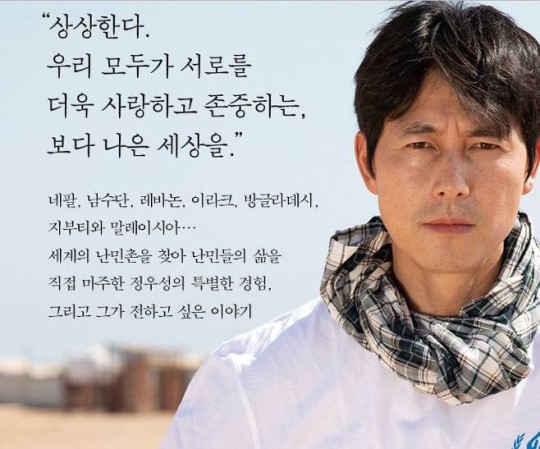 “상상한다.
우리 모두가 서로를
더욱 사랑하고 존중하는,
보다 나은 세상을.”
네팔, 남수단, 레바논, 이라크, 방글라데시,
지부티와 말레이시아…
세계의 난민촌을 찾아 난민들의 삶을
직접 마주한 정우성의 특별한 경험,
그리고 그가 전하고 싶은 이야기